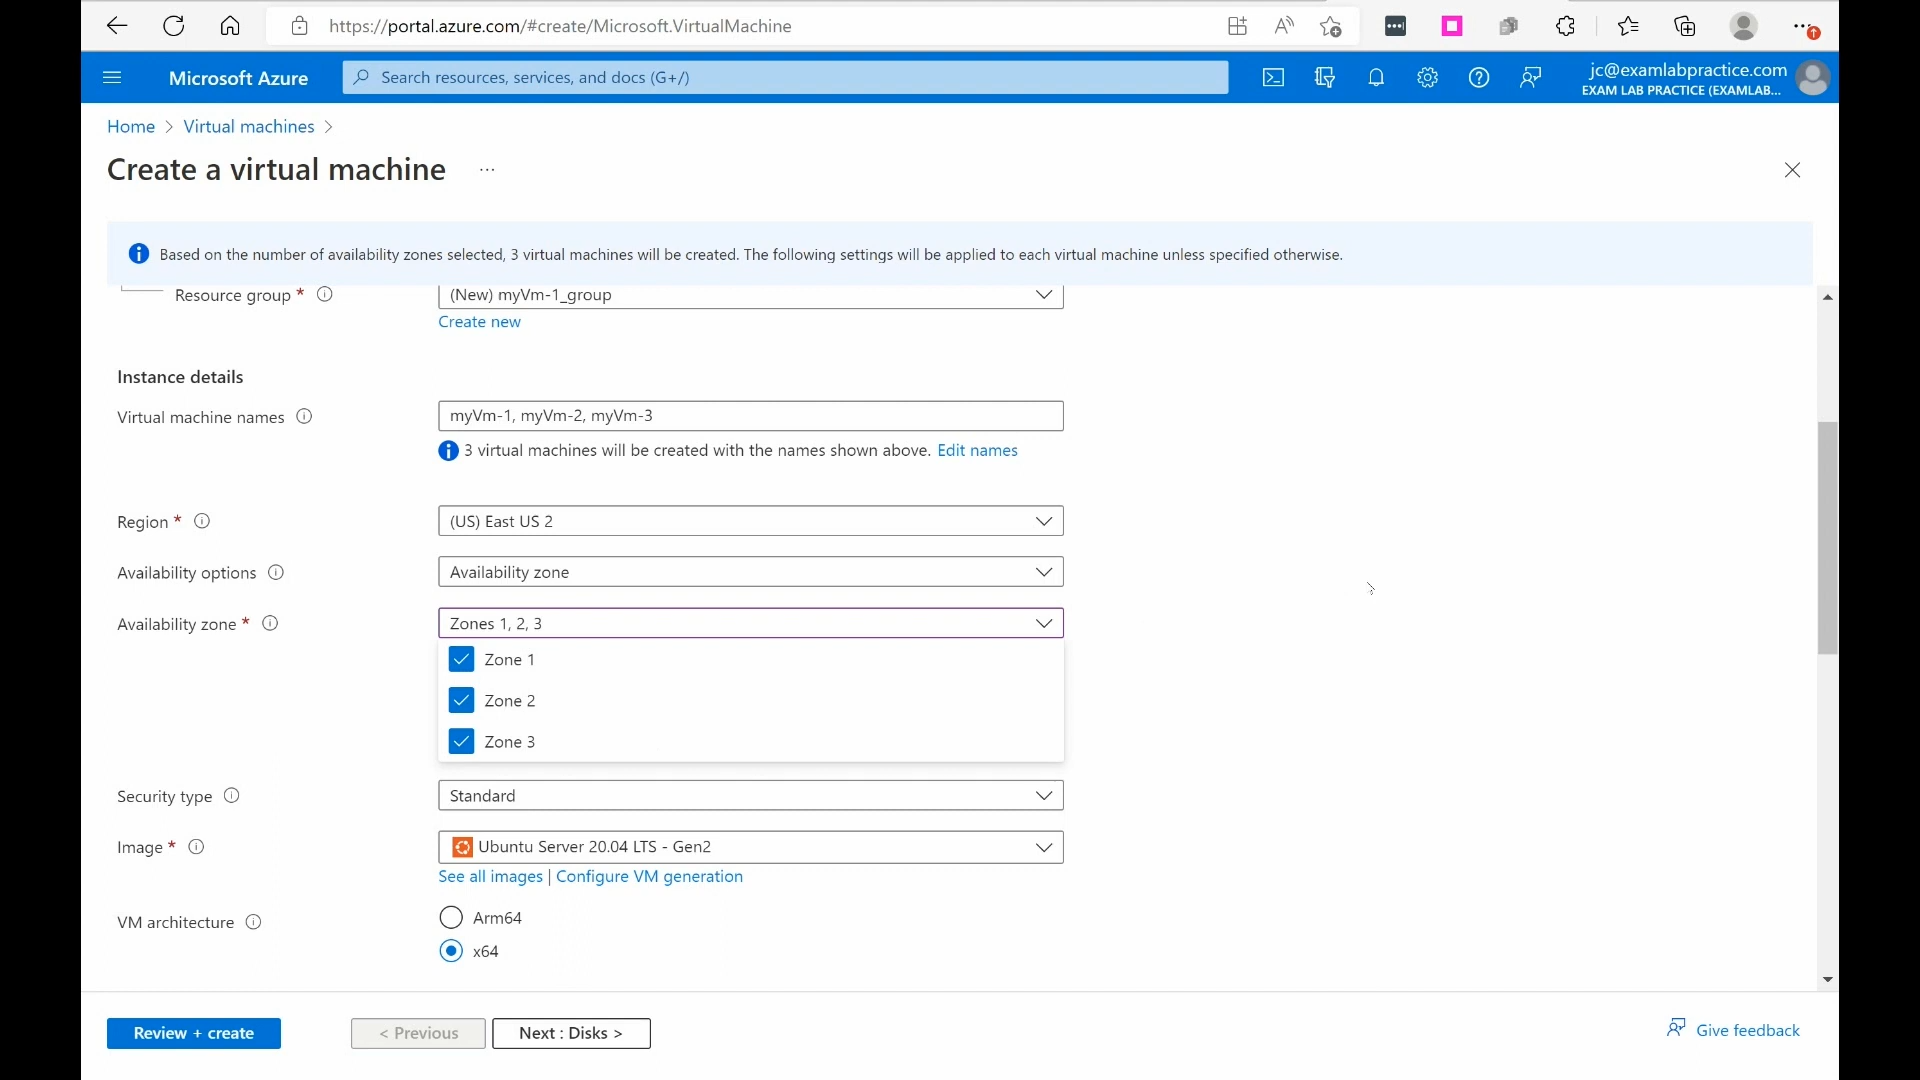 https://portal.azure.com/#create/Microsoft.VirtualMachine
Microsoft Azure
Search resources, services, and docs (G+/)
jc@examlabpractice.com
EXAM LAB PRACTICE (EXAMLAB...
Home > Virtual machines >
Create a virtual machine ...
Based on the number of availability zones selected, 3 virtual machines will be created. The following settings will be applied to each virtual machine unless specified otherwise.
Resource group * (New) myVm-1_group
Create new
Instance details
Virtual machine names myVm-1, myVm-2, myVm-3
3 virtual machines will be created with the names shown above. Edit names
Region * (US) East US 2
Availability options Availability zone
Availability zone * Zones 1, 2, 3
Zone 1
Zone 2
Zone 3
Security type Standard
Image * Ubuntu Server 20.04 LTS - Gen2
See all images | Configure VM generation
VM architecture Arm64
x64
Review + create < Previous Next : Disks > Give feedback